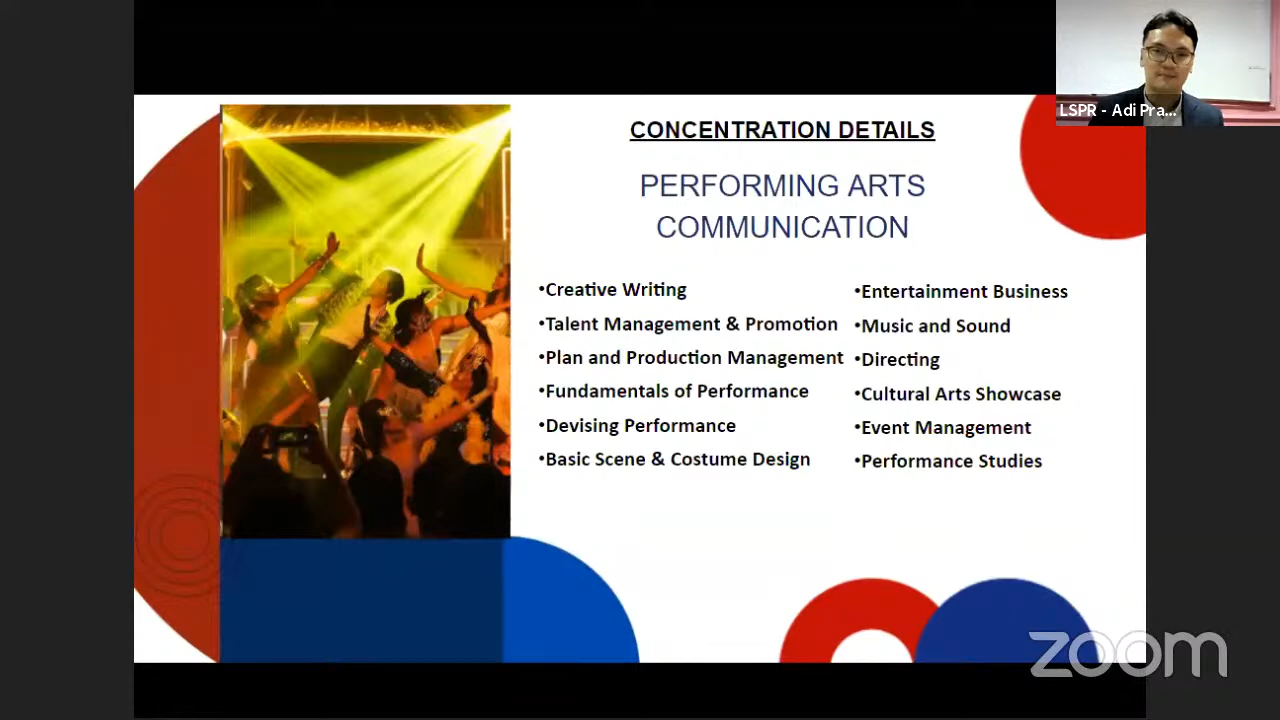 LSPR - Adi Pra...
CONCENTRATION DETAILS
PERFORMING ARTS
COMMUNICATION
•Creative Writing
•Talent Management & Promotion
•Plan and Production Management
•Fundamentals of Performance
•Devising Performance
•Basic Scene & Costume Design
•Entertainment Business
•Music and Sound
•Directing
•Cultural Arts Showcase
•Event Management
•Performance Studies
zoom